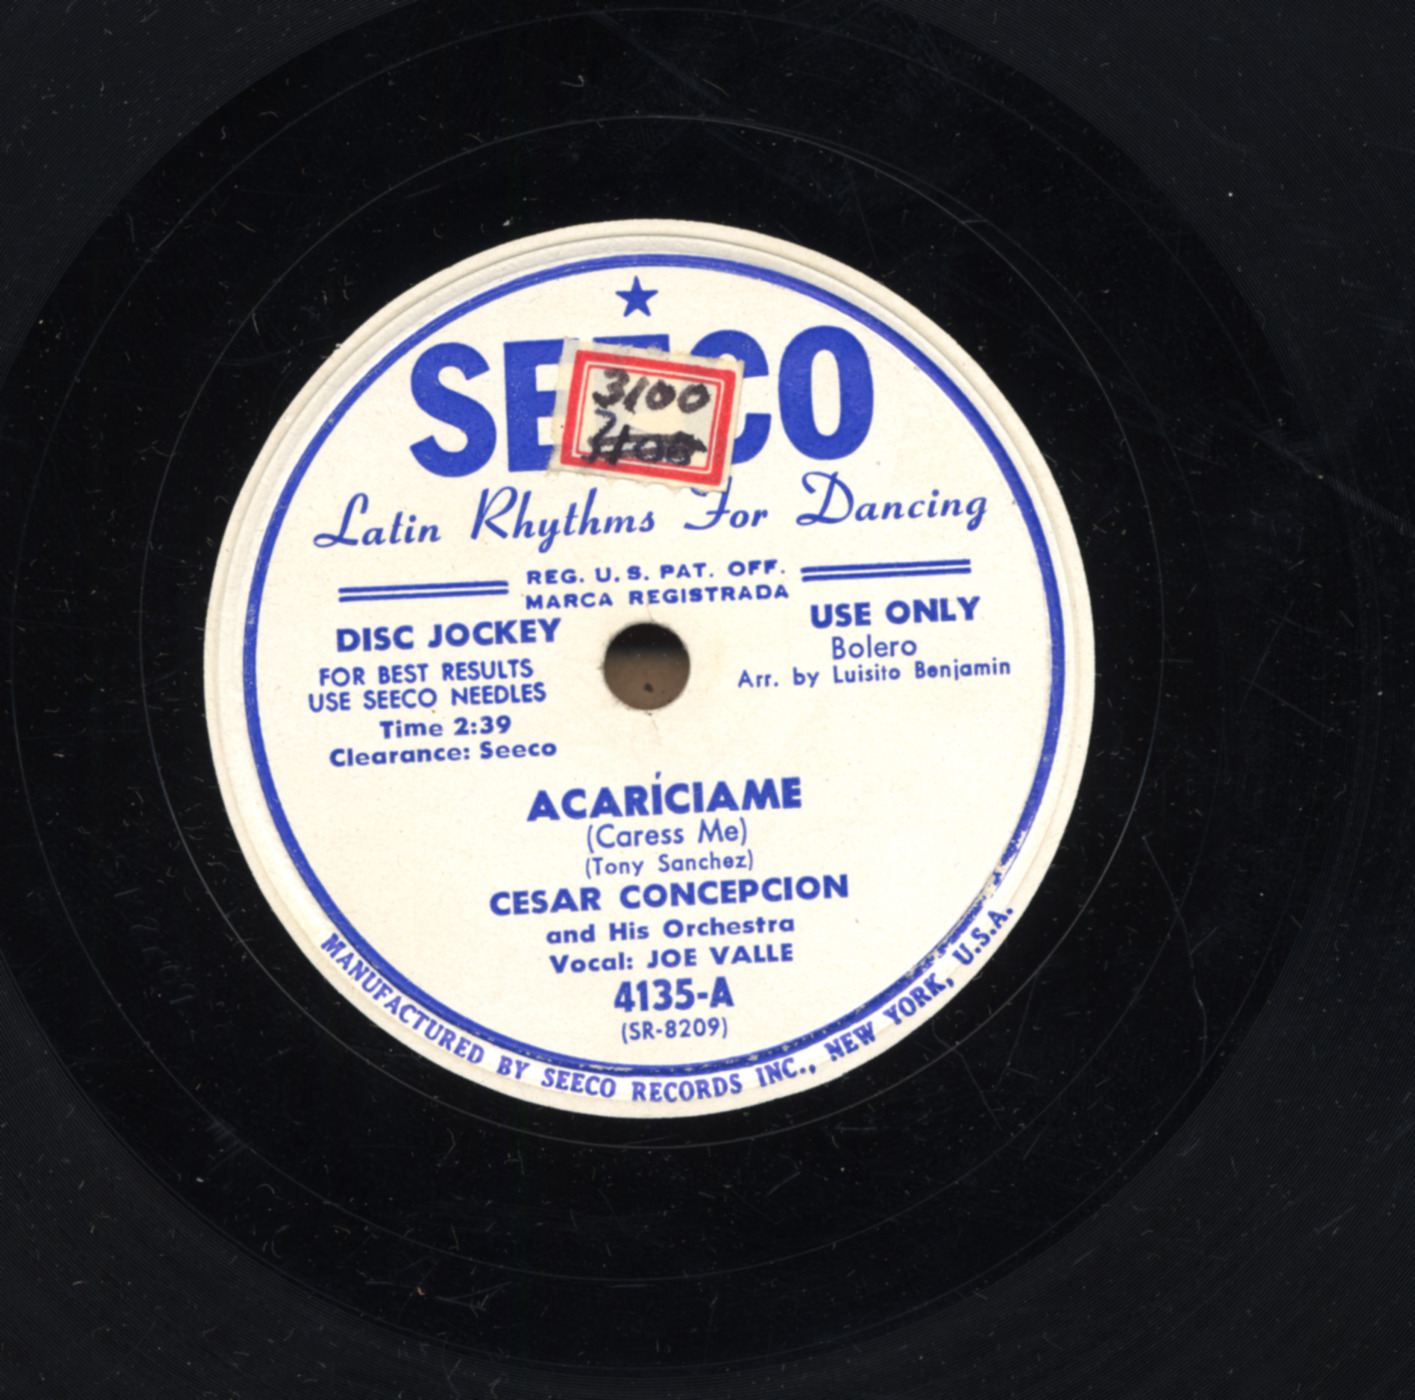 SEECO
3100
Latin Rhythms For Dancing
REG. U. S. PAT. OFF.
MARCA REGISTRADA
DISC JOCKEY
USE ONLY
FOR BEST RESULTS
USE SEECO NEEDLES
Time 2:39
Clearance: Seeco
Bolero
Arr. by Luisito Benjamin
ACARÍCIAME
(Caress Me)
(Tony Sanchez)
CESAR CONCEPCION
and His Orchestra
Vocal: JOE VALLE
4135-A
(SR-8209)
MANUFACTURED BY SEECO RECORDS INC., NEW YORK, U.S.A.